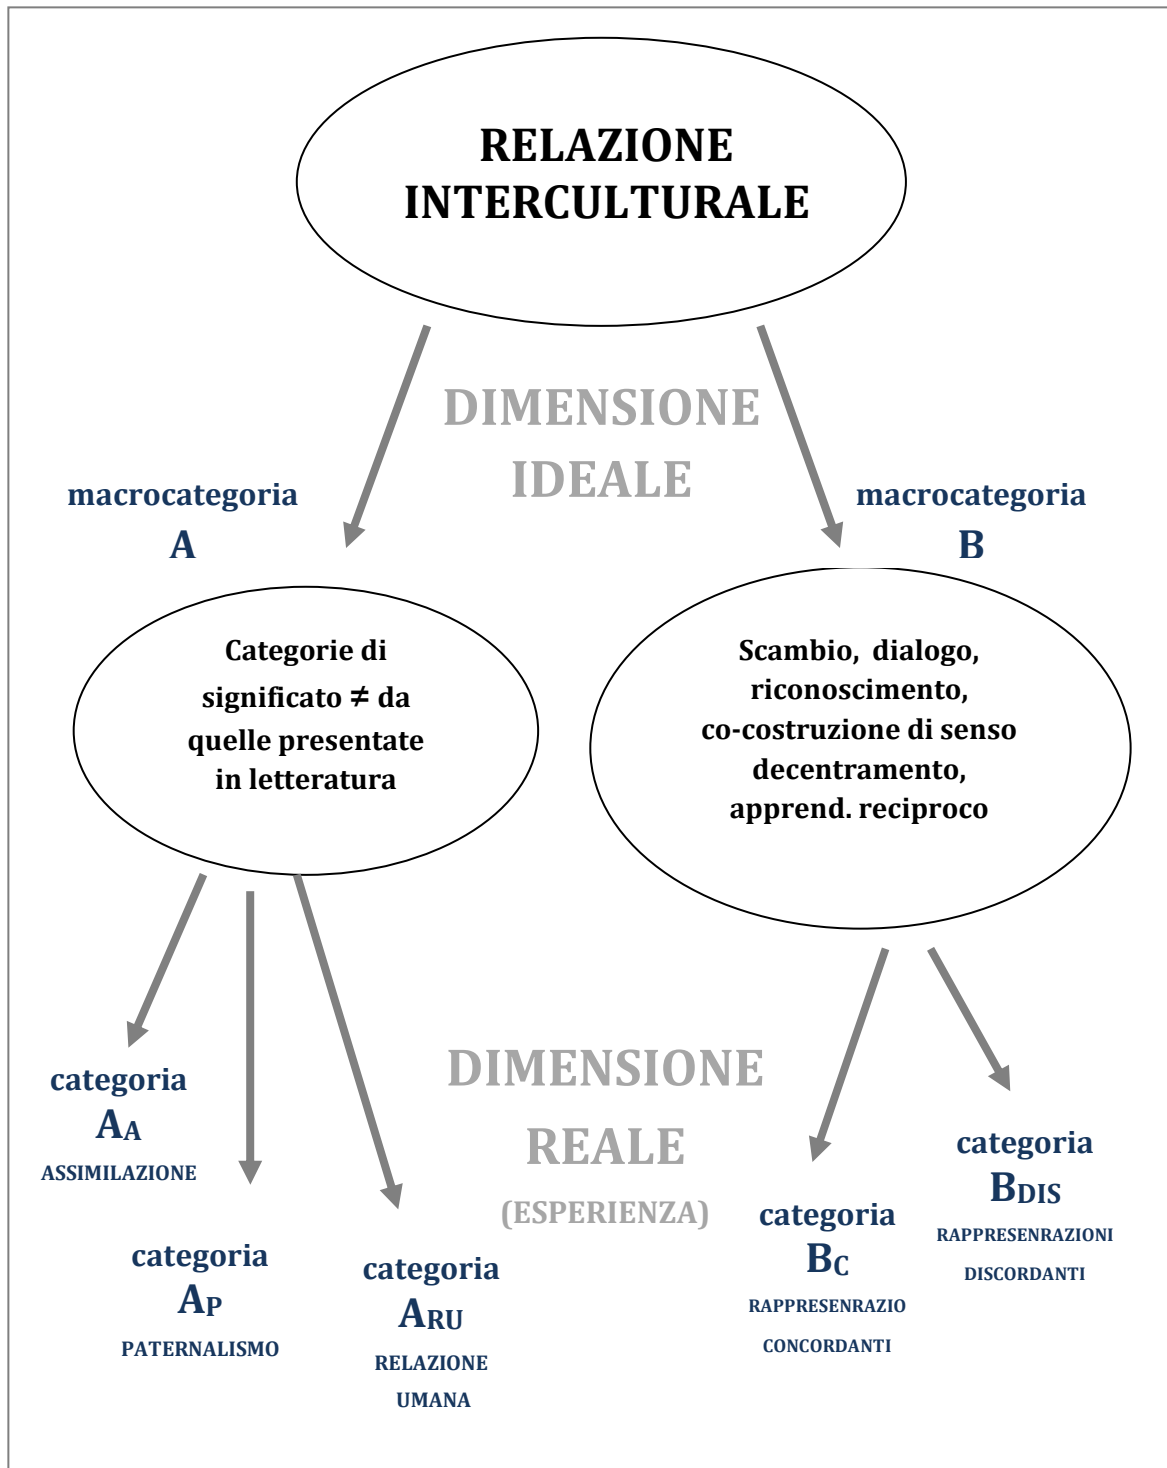 RELAZIONE
INTERCULTURALE
DIMENSIONE
IDEALE
macrocategoria
A
macrocategoria
B
Categorie di
significato ≠ da
quelle presentate
in letteratura
Scambio, dialogo,
riconoscimento,
co-costruzione di senso
decentramento,
apprend. reciproco
DIMENSIONE
REALE
(ESPERIENZA)
categoria
AA
ASSIMILAZIONE
categoria
AP
PATERNALISMO
categoria
ARU
RELAZIONE
UMANA
categoria
BC
RAPPRESENRAZIO
CONCORDANTI
categoria
BDIS
RAPPRESENRAZIONI
DISCORDANTI